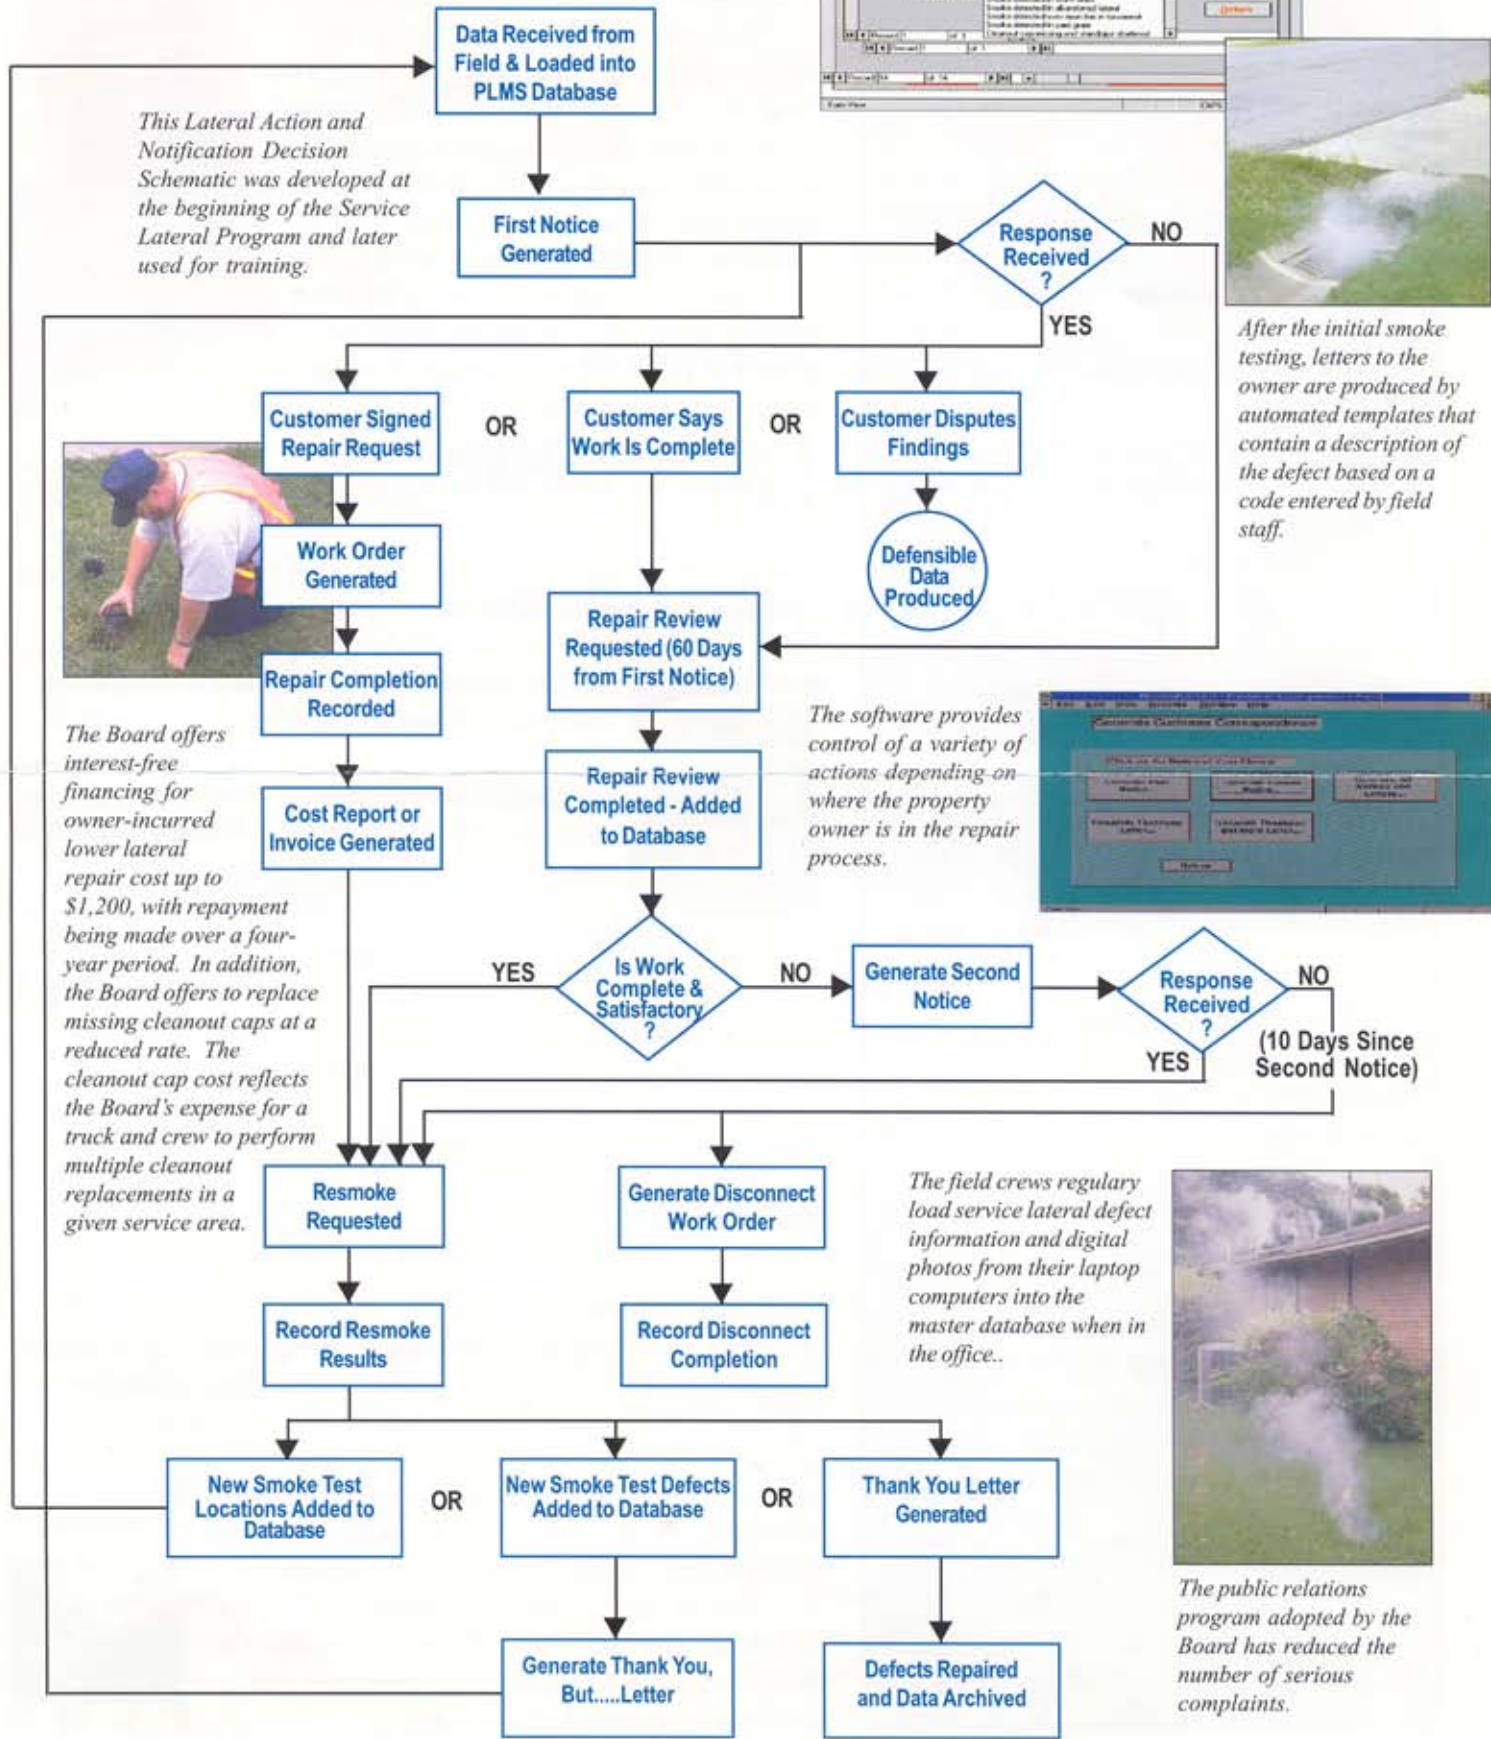 Smoke detected in abandoned lateral
Return
Data Received from
Field & Loaded into
PLMS Database
This Lateral Action and
Notification Decision
Schematic was developed at
the beginning of the Service
Lateral Program and later
used for training.
First Notice
Generated
Response
Received
?
NO
YES
After the initial smoke
testing, letters to the
owner are produced by
automated templates that
contain a description of
the defect based on a
code entered by field
staff.
Customer Signed
Repair Request
OR
Customer Says
Work Is Complete
OR
Customer Disputes
Findings
Work Order
Generated
Defensible
Data
Produced
Repair Review
Requested (60 Days
from First Notice)
Repair Completion
Recorded
The Board offers
interest-free
financing for
owner-incurred
lower lateral
repair cost up to
$1,200, with repayment
being made over a four-
year period. In addition,
the Board offers to replace
missing cleanout caps at a
reduced rate. The
cleanout cap cost reflects
the Board's expense for a
truck and crew to perform
multiple cleanout
replacements in a
given service area.
Cost Report or
Invoice Generated
Repair Review
Completed - Added
to Database
The software provides
control of a variety of
actions depending on
where the property
owner is in the repair
process.
Generate Customer Correspondence
YES
Is Work
Complete &
Satisfactory
?
NO
Generate Second
Notice
Response
Received
?
NO
(10 Days Since
Second Notice)
YES
Resmoke
Requested
Generate Disconnect
Work Order
The field crews regulary
load service lateral defect
information and digital
photos from their laptop
computers into the
master database when in
the office..
Record Resmoke
Results
Record Disconnect
Completion
New Smoke Test
Locations Added to
Database
OR
New Smoke Test Defects
Added to Database
OR
Thank You Letter
Generated
Generate Thank You,
But.....Letter
Defects Repaired
and Data Archived
The public relations
program adopted by the
Board has reduced the
number of serious
complaints.